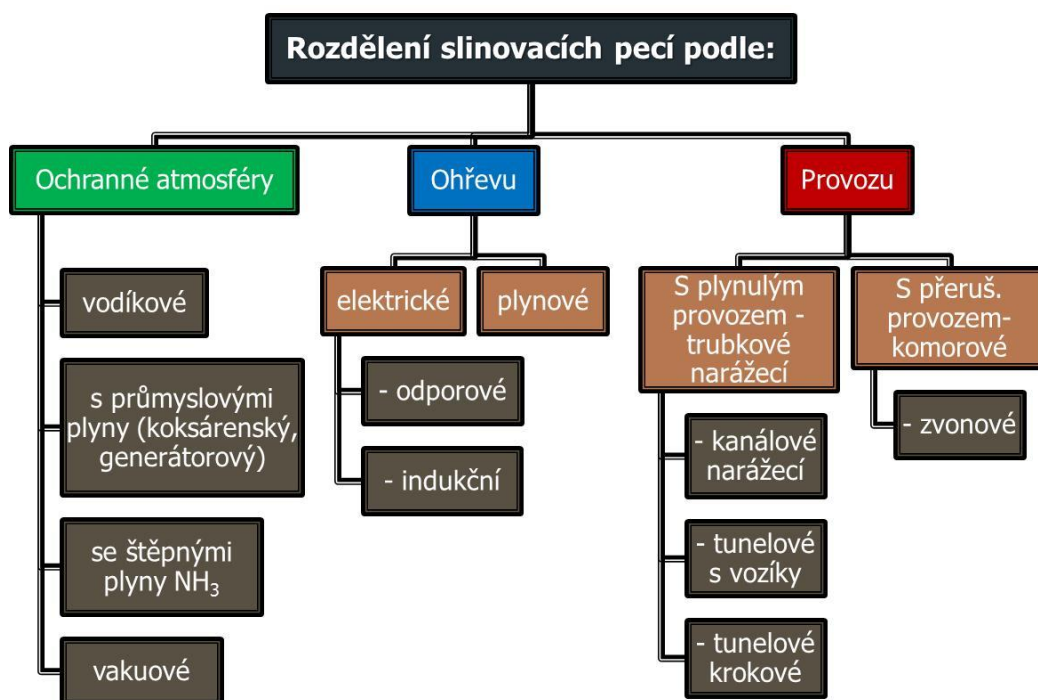 Rozdělení slinovacích pecí podle:
Ochranné atmosféry
Ohřevu
Provozu
vodíkové
s průmyslovými
plyny (koksárenský,
generátorový)
se štěpnými
plyny NH₃
vakuové
elektrické
plynové
- odporové
- indukční
S plynulým
provozem -
trubkové
narážecí
S přeruš.
provozem-
komorové
- kanálové
narážecí
- tunelové
s vozíky
- tunelové
krokové
- zvonové